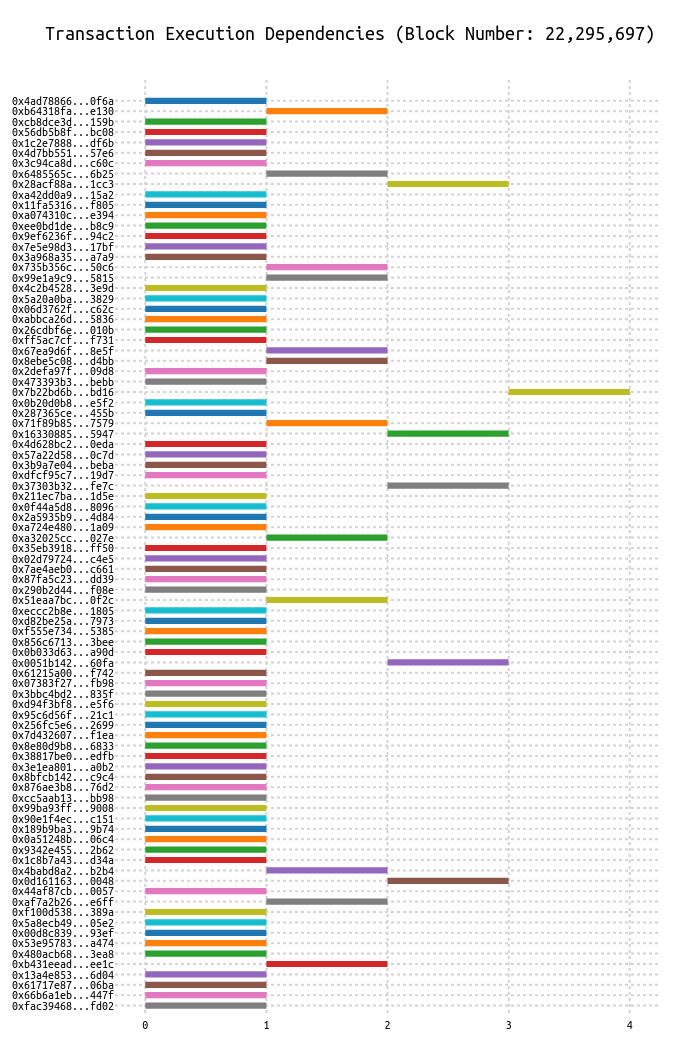 Transaction Execution Dependencies (Block Number: 22,295,697)
0x4ad78866...0f6a
0xb64318fa...e130
0xcb8dce3d...159b
0x56db5b8f...bc08
0x1c2e7888...df6b
0x4d7bb551...57e6
0x3c94ca8d...c60c
0x6485565c...6b25
0x28acf88a...1cc3
0xa42dd0a9...15a2
0x11fa5316...f805
0xa074310c...e394
0xee0bd1de...b8c9
0x9ef6236f...94c2
0x7e5e98d3...17bf
0x3a968a35...a7a9
0x735b356c...50c6
0x99e1a9c9...5815
0x4c2b4528...3e9d
0x5a20a0ba...3829
0x06d3762f...c62c
0xabbca26d...5836
0x26cdbf6e...010b
0xff5ac7cf...f731
0x67ea9d6f...8e5f
0x8ebe5c08...d4bb
0x2defa97f...09d8
0x473393b3...bebb
0x7b22bd6b...bd16
0x0b20d0b8...e5f2
0x287365ce...455b
0x71f89b85...7579
0x16330885...5947
0x4d628bc2...0eda
0x57a22d58...0c7d
0x3b9a7e04...beba
0xdfcf95c7...19d7
0x37303b32...fe7c
0x211ec7ba...1d5e
0x0f44a5d8...8096
0x2a5935b9...4d84
0xa724e480...1a09
0xa32025cc...027e
0x35eb3918...ff50
0x02d79724...c4e5
0x7ae4aeb0...c661
0x87fa5c23...dd39
0x290b2d44...f08e
0x51eaa7bc...0f2c
0xeccc2b8e...1805
0xd82be25a...7973
0xf555e734...5385
0x856c6713...3bee
0x0b033d63...a90d
0x0051b142...60fa
0x61215a00...f742
0x07383f27...fb98
0x3bbc4bd2...835f
0xd94f3bf8...e5f6
0x95c6d56f...21c1
0x256fc5e6...2699
0x7d432607...f1ea
0x8e80d9b8...6833
0x38817be0...edfb
0x3e1ea801...a0b2
0x8bfcb142...c9c4
0x876ae3b8...76d2
0xcc5aab13...bb98
0x99ba93ff...9008
0x90e1f4ec...c151
0x189b9ba3...9b74
0x0a51248b...06c4
0x9342e455...2b62
0x1c8b7a43...d34a
0x4babd8a2...b2b4
0x0d161163...0048
0x44af87cb...0057
0xaf7a2b26...e6ff
0xf100d538...389a
0x5a8ecb49...05e2
0x00d8c839...93ef
0x53e95783...a474
0x480acb68...3ea8
0xb431eead...ee1c
0x13a4e853...6d04
0x61717e87...06ba
0x66b6a1eb...447f
0xfac39468...fd02
0 1 2 3 4